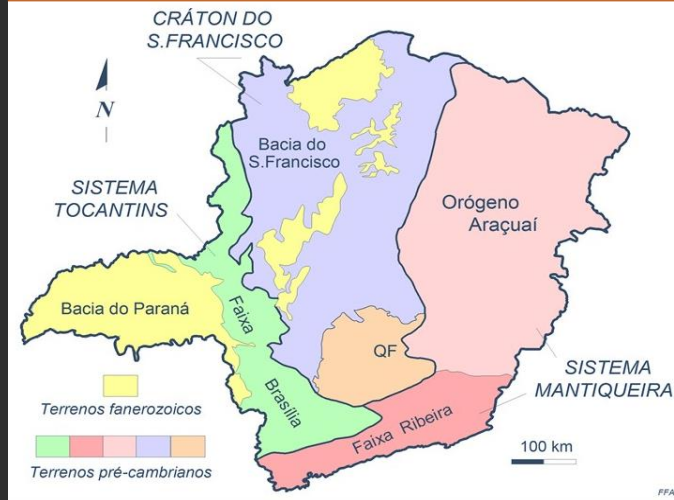 CRÁTON DO
S.FRANCISCO
N
Bacia do
S.Francisco
SISTEMA
TOCANTINS
Orógeno
Araçuaí
Bacia do Paraná
Faixa
Brasília
QF
SISTEMA
MANTIQUEIRA
Terrenos fanerozoicos
Faixa Ribeira
100 km
Terrenos pré-cambrianos
FFA